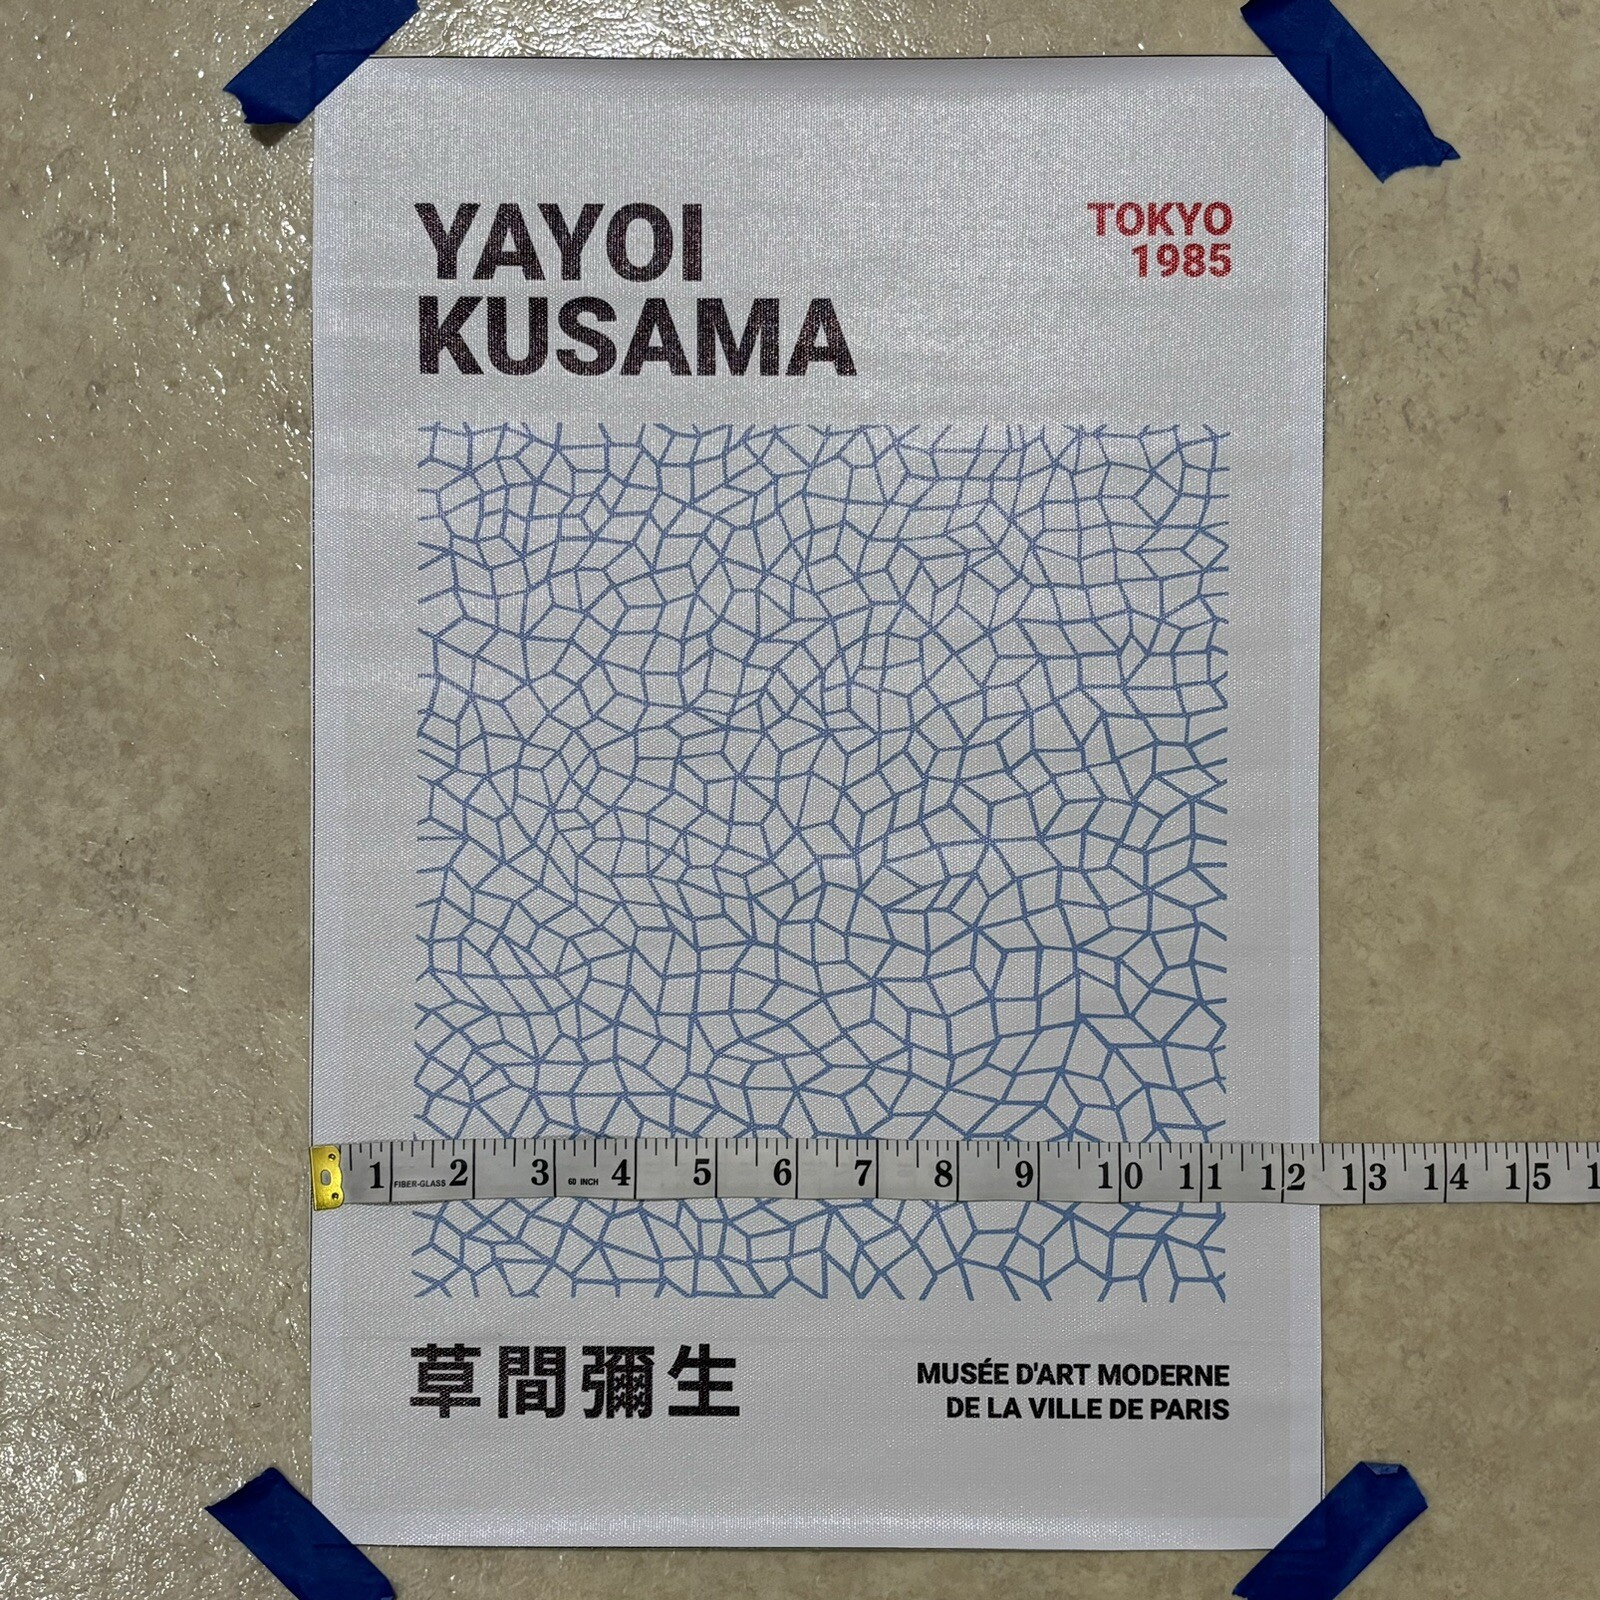 YAYOI
KUSAMA
TOKYO
1985
1 FIBER-GLASS 2 3 60 INCH 4 5 6 7 8 9 10 11 12 13 14 15 1
草間彌生
MUSÉE D'ART MODERNE
DE LA VILLE DE PARIS